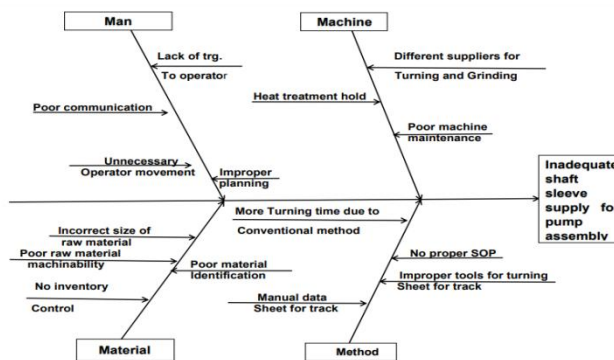 Man
Machine
Lack of trg.
To operator
Different suppliers for
Turning and Grinding
Poor communication
Heat treatment hold
Poor machine
maintenance
Unnecessary
Operator movement
Improper
planning
Inadequate
shaft
sleeve
supply fo
pump
assembly
More Turning time due to
Conventional method
Incorrect size of
raw material
Poor raw material
machinability
Poor material
Identification
No proper SOP
Improper tools for turning
Sheet for track
No inventory
Control
Manual data
Sheet for track
Material
Method